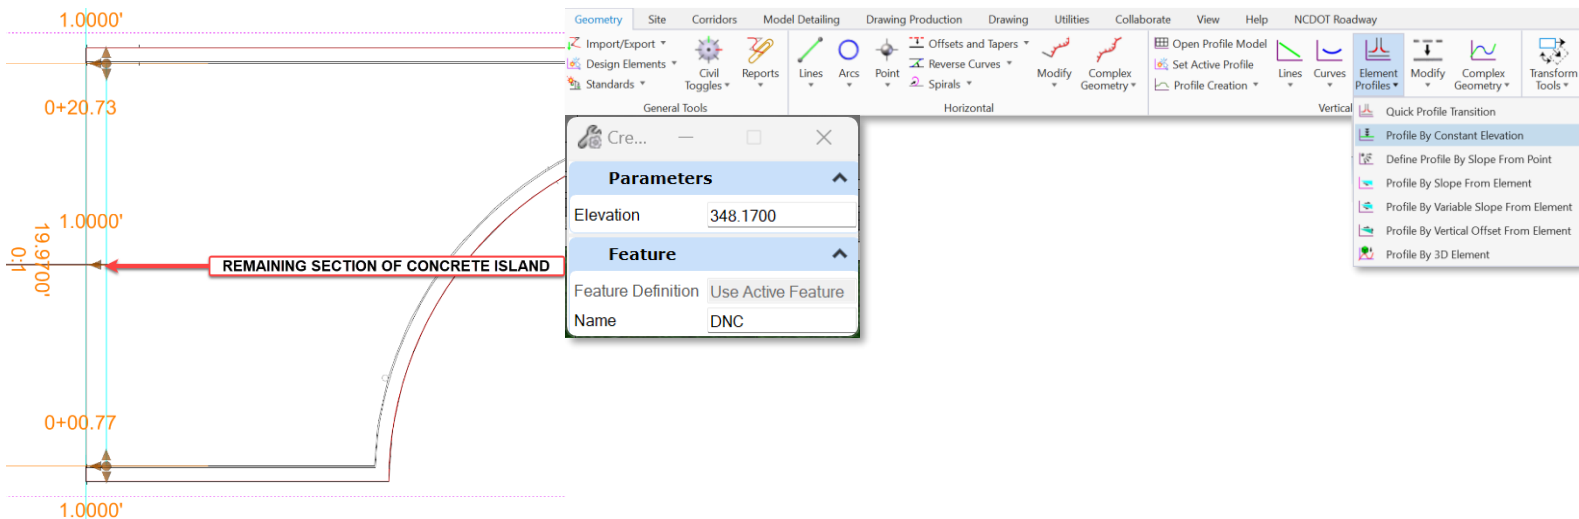 1.0000'
0+20.73
1.0000'
19.9700'
0:1
REMAINING SECTION OF CONCRETE ISLAND
0+00.77
1.0000'
Geometry Site Corridors Model Detailing Drawing Production Drawing Utilities Collaborate View Help NCDOT Roadway
Import/Export
Design Elements
Standards
Civil Toggles
Reports
General Tools
Lines
Arcs
Point
Offsets and Tapers
Reverse Curves
Spirals
Modify
Complex Geometry
Horizontal
Open Profile Model
Set Active Profile
Profile Creation
Lines
Curves
Element Profiles
Modify
Complex Geometry
Vertical
Transform Tools
Quick Profile Transition
Profile By Constant Elevation
Define Profile By Slope From Point
Profile By Slope From Element
Profile By Variable Slope From Element
Profile By Vertical Offset From Element
Profile By 3D Element
Cre...
Parameters
Elevation 348.1700
Feature
Feature Definition Use Active Feature
Name DNC